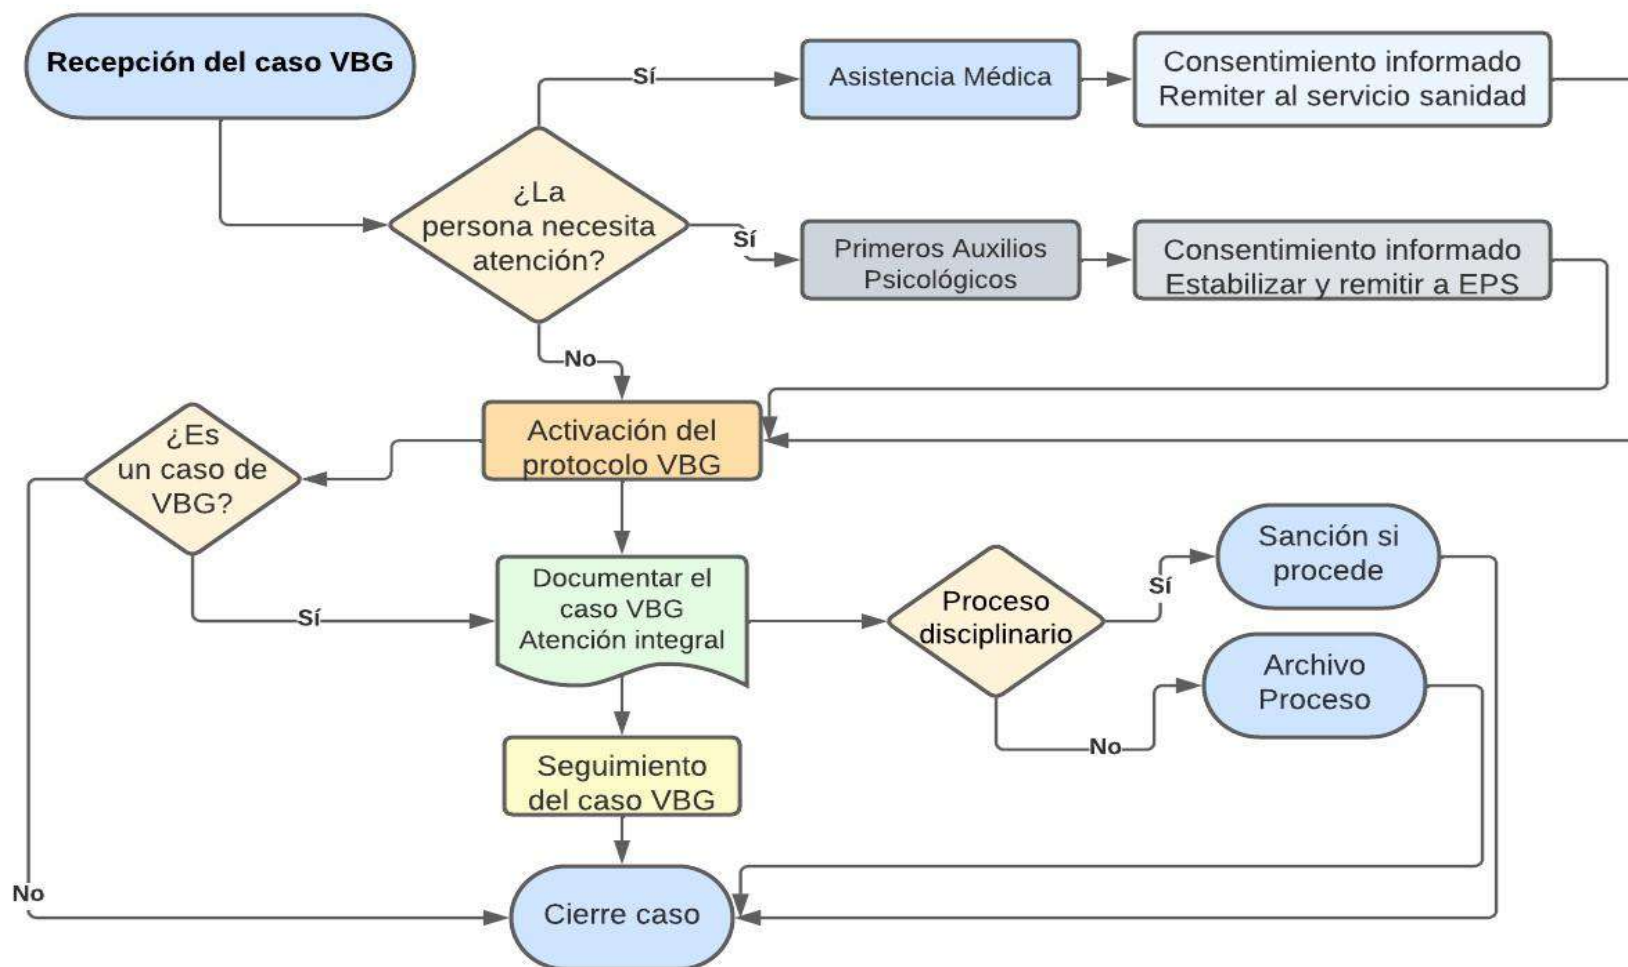 Recepción del caso VBG
Sí
Asistencia Médica
Consentimiento informado
Remiter al servicio sanidad
¿La
persona necesita
atención?
Sí
Primeros Auxilios
Psicológicos
Consentimiento informado
Estabilizar y remitir a EPS
No
Activación del
protocolo VBG
¿Es
un caso de
VBG?
Sí
Documentar el
caso VBG
Atención integral
Proceso
disciplinario
Sí
Sanción si
procede
No
Archivo
Proceso
Seguimiento
del caso VBG
No
Cierre caso